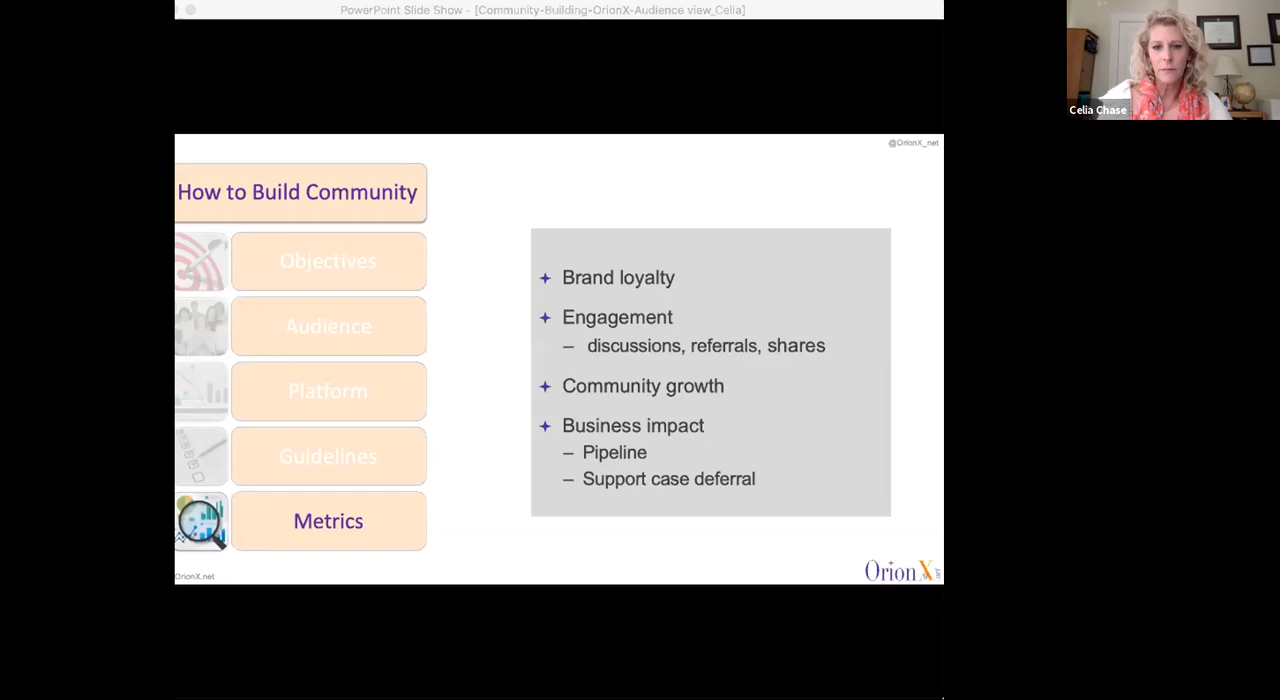 PowerPoint Slide Show - [Community-Building-OrionX-Audience view_Celia]
Celia Chase
@OrionX_net
How to Build Community
Objectives
Audience
Platform
Guidelines
Metrics
Brand loyalty
Engagement
– discussions, referrals, shares
Community growth
Business impact
– Pipeline
– Support case deferral
OrionX.net
OrionX